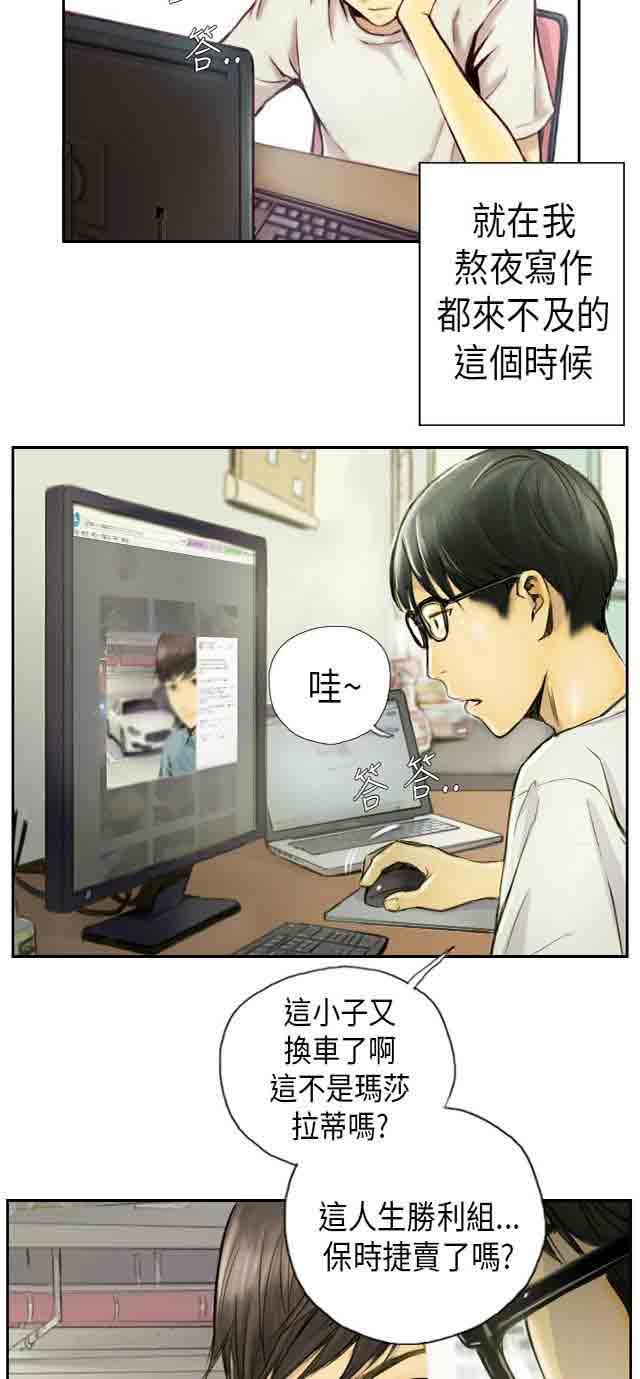 答..
就在我
熬夜寫作
都來不及的
這個時候
哇~
答 答..
這小子又
換車了啊
這不是瑪莎
拉蒂嗎?
這人生勝利組...
保時捷賣了嗎?